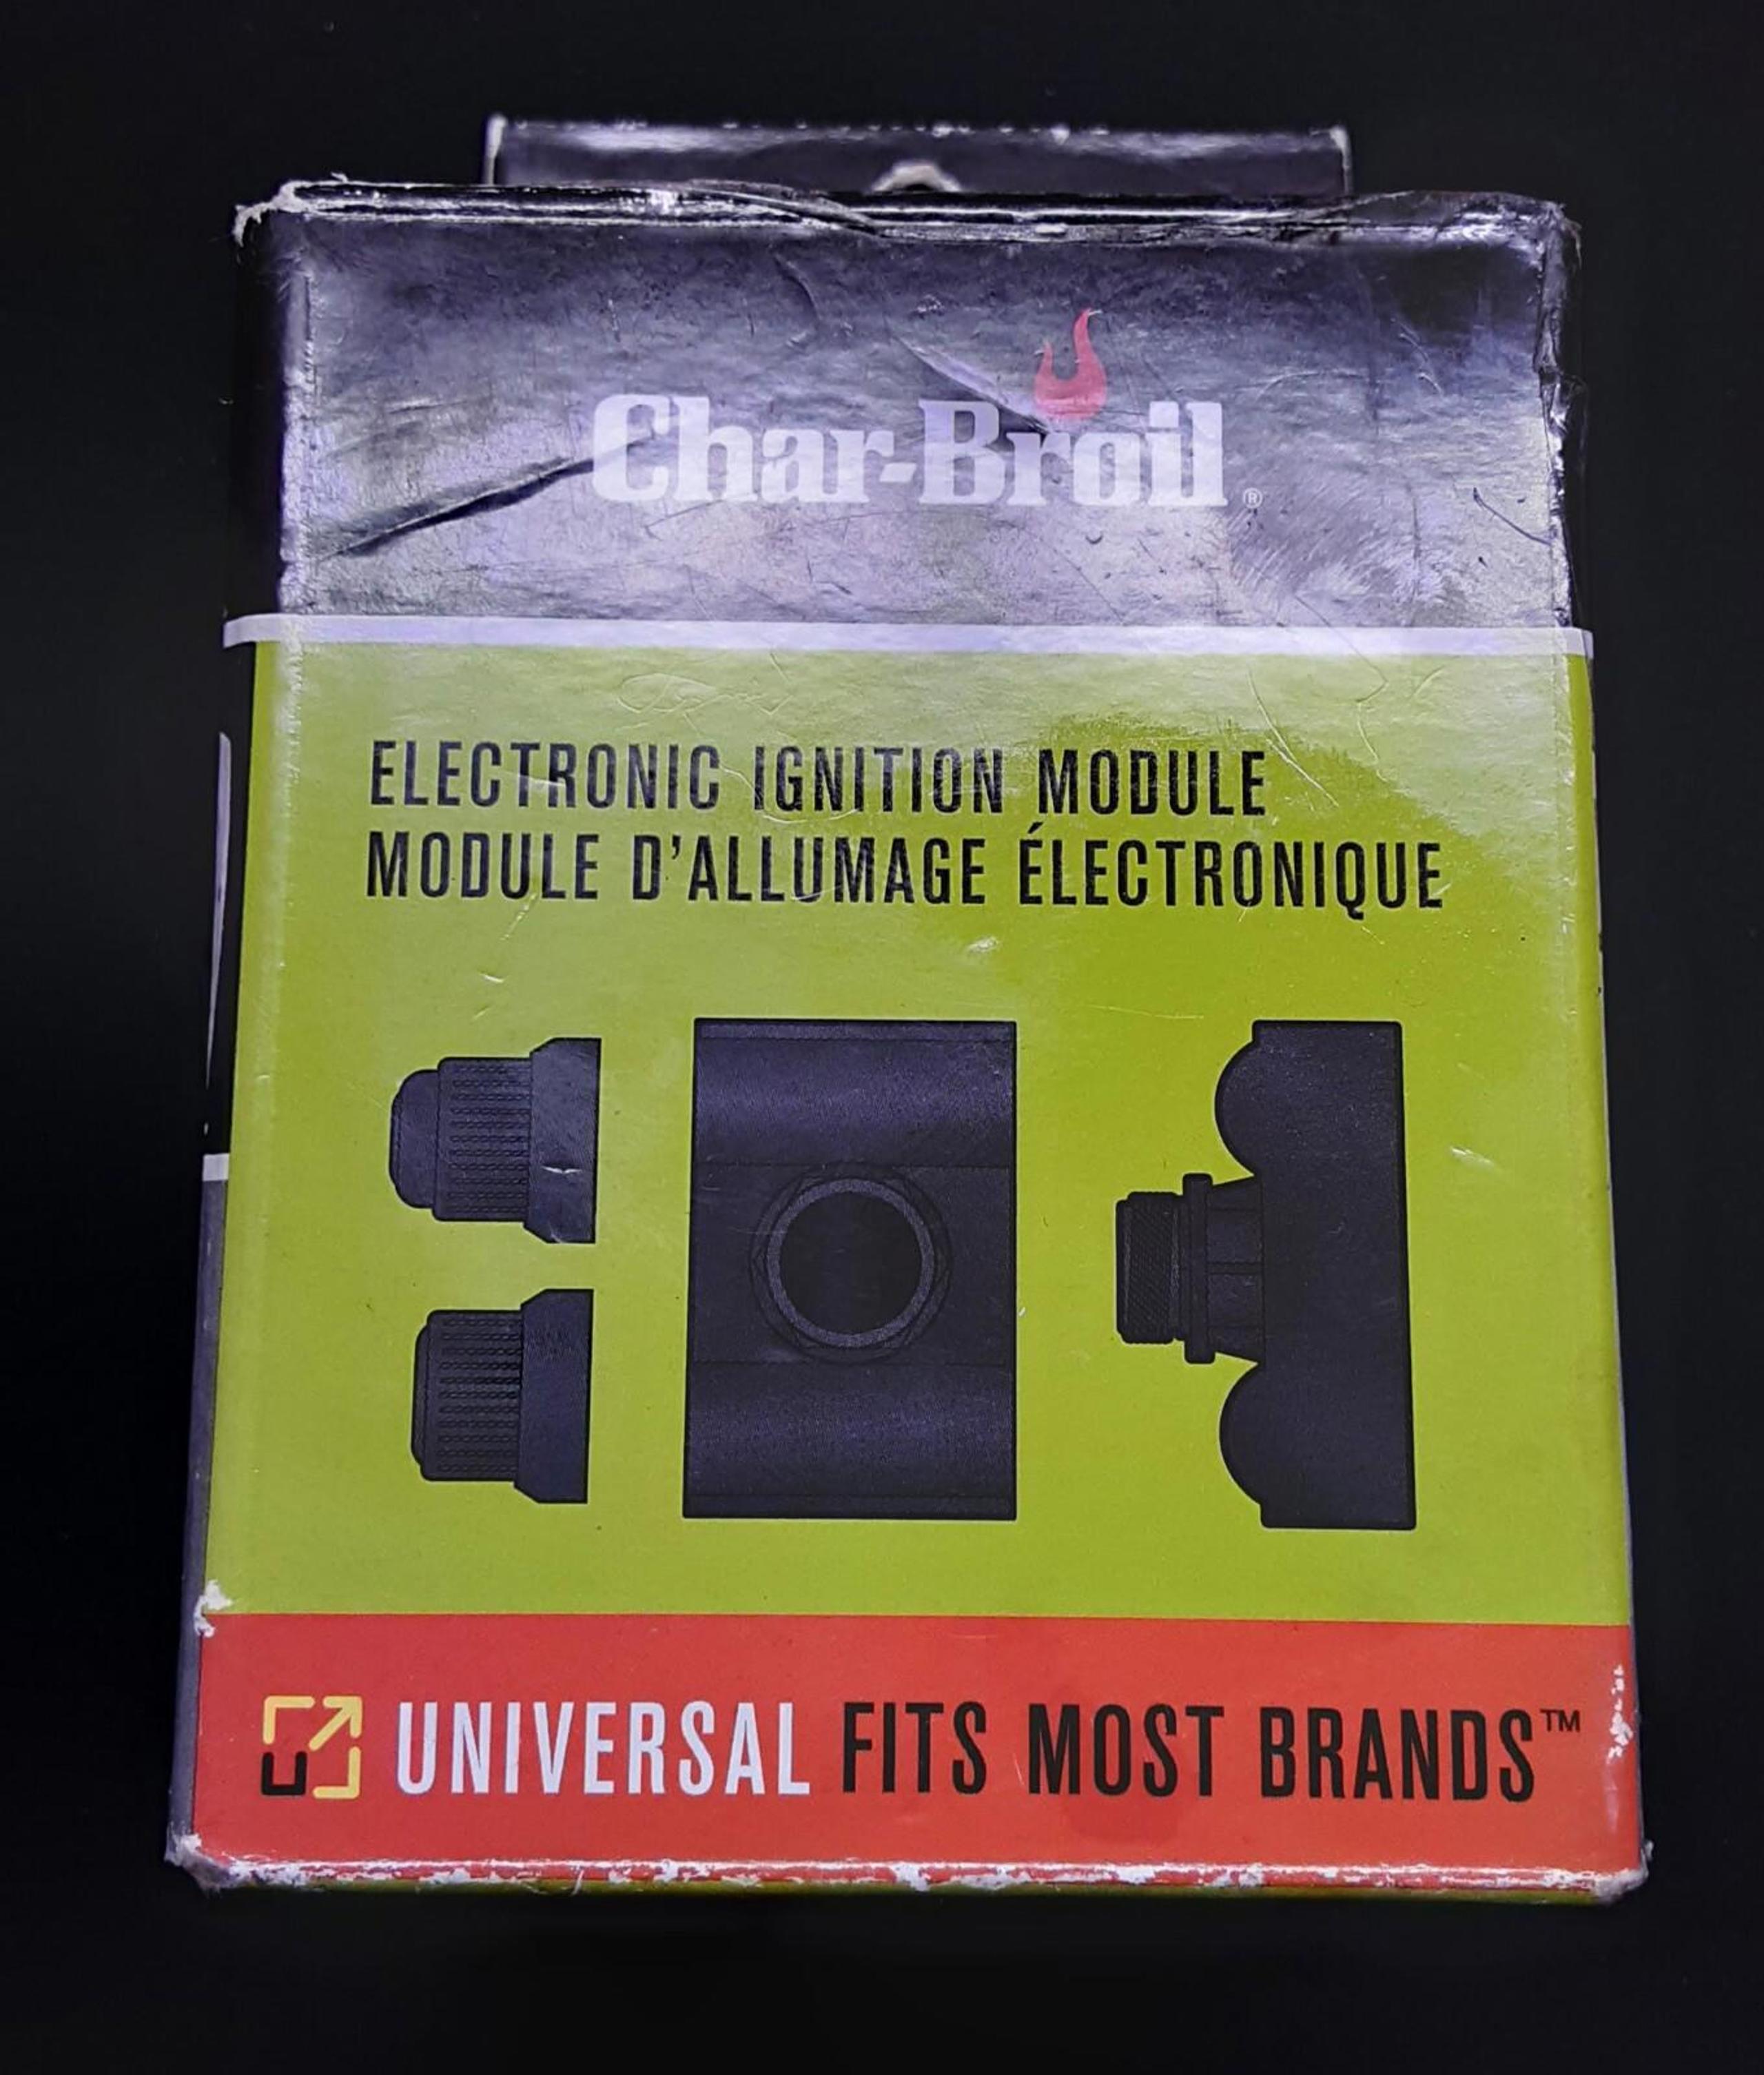 Char-Broil®
ELECTRONIC IGNITION MODULE
MODULE D'ALLUMAGE ÉLECTRONIQUE
U UNIVERSAL FITS MOST BRANDS™